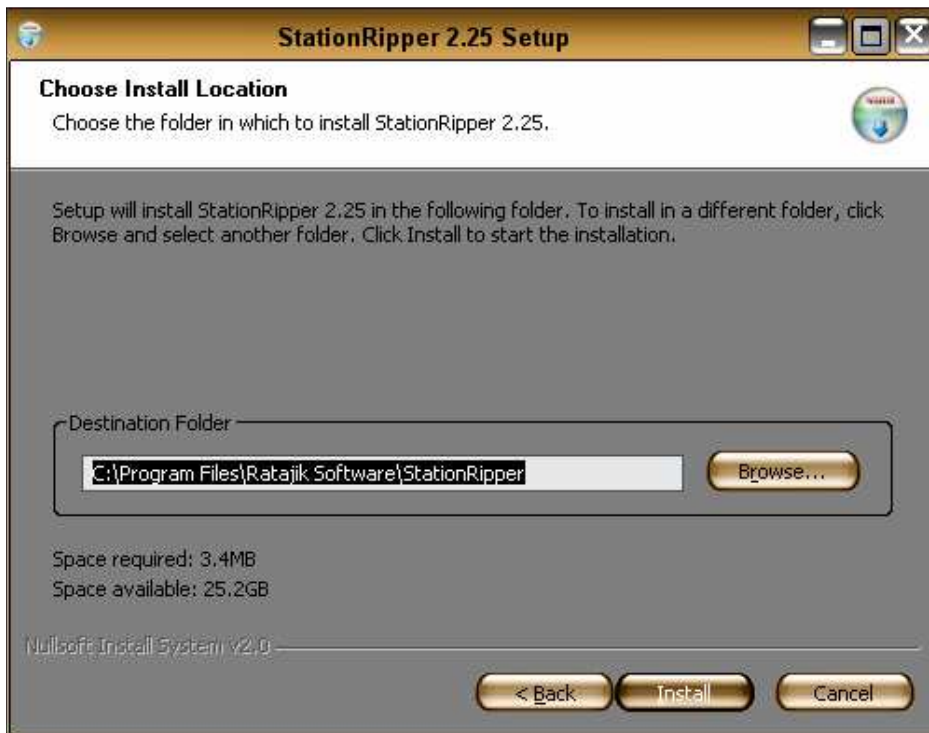 StationRipper 2.25 Setup
Choose Install Location
Choose the folder in which to install StationRipper 2.25.
Setup will install StationRipper 2.25 in the following folder. To install in a different folder, click
Browse and select another folder. Click Install to start the installation.
Destination Folder
C:\Program Files\Ratajik Software\StationRipper
Browse...
Space required: 3.4MB
Space available: 25.2GB
Nullsoft Install System v2.0
< Back
Install
Cancel